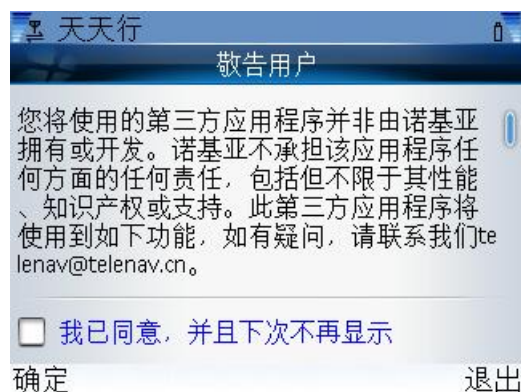 天天行
敬告用户
您将使用的第三方应用程序并非由诺基亚
拥有或开发。诺基亚不承担该应用程序任
何方面的任何责任，包括但不限于其性能
、知识产权或支持。此第三方应用程序将
使用到如下功能，如有疑问，请联系我们te
lenav@telenav.cn。
我已同意，并且下次不再显示
确定
退出